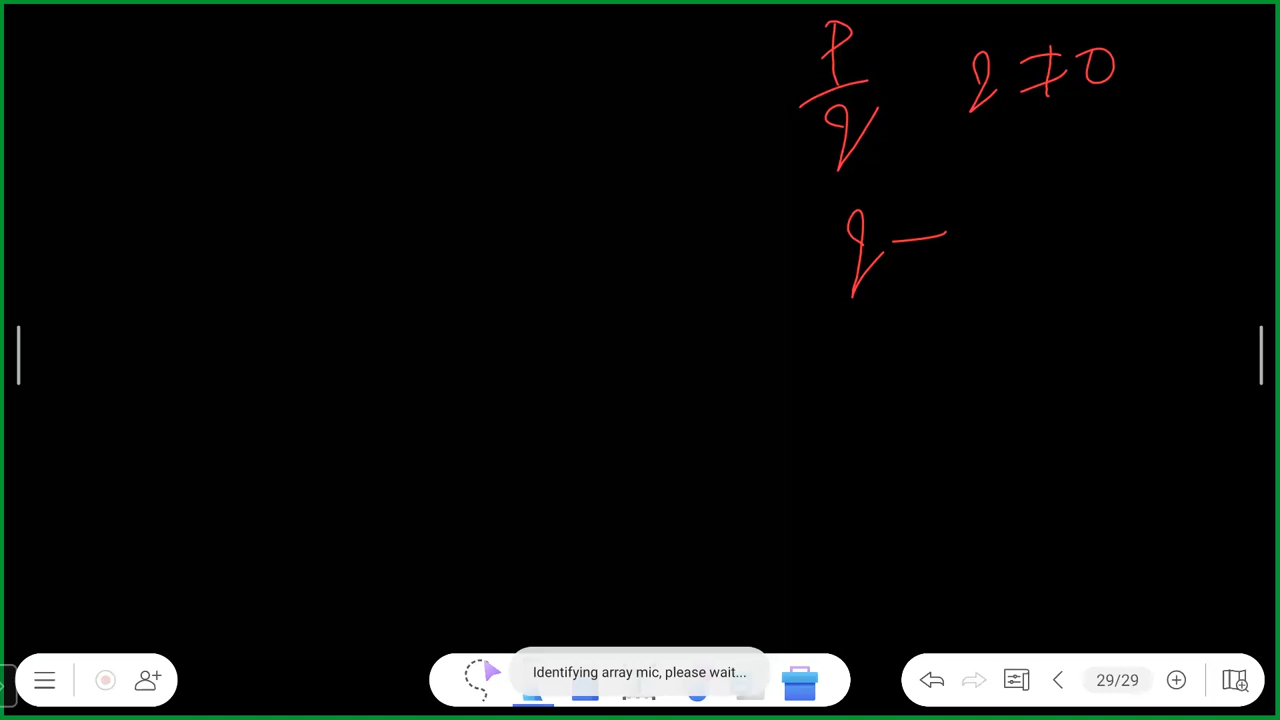 p/q q ≠ 0
q —
Identifying array mic, please wait...
29/29